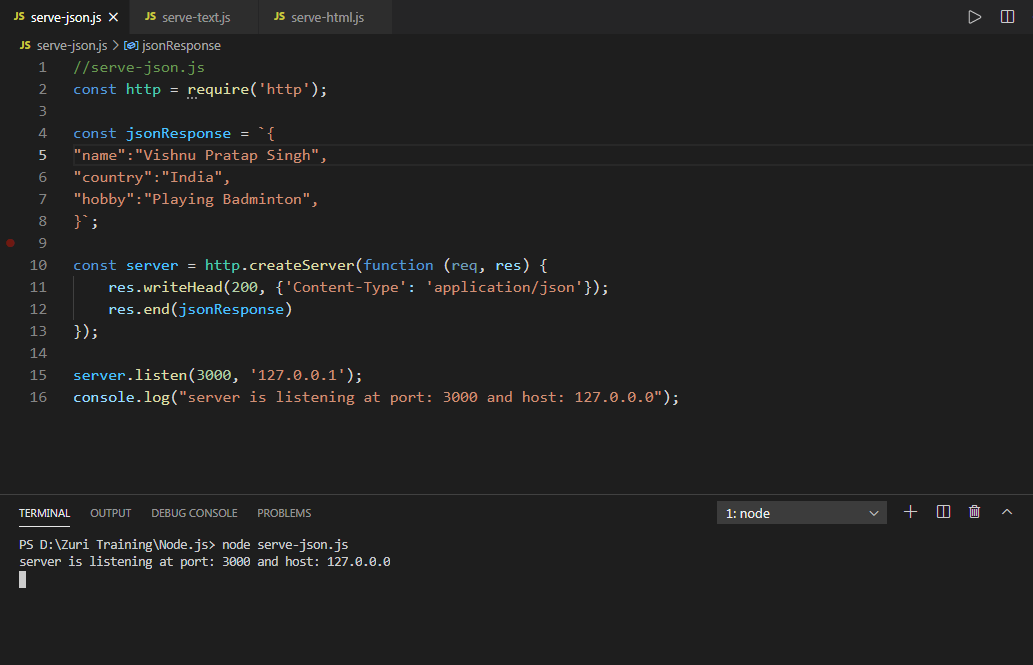 JS serve-json.js ×
JS serve-text.js
JS serve-html.js
JS serve-json.js > jsonResponse
1 //serve-json.js
2 const http = require('http');
3
4 const jsonResponse = `{
5 "name":"Vishnu Pratap Singh",
6 "country":"India",
7 "hobby":"Playing Badminton",
8 }`;
9
10 const server = http.createServer(function (req, res) {
11     res.writeHead(200, {'Content-Type': 'application/json'});
12     res.end(jsonResponse)
13 });
14
15 server.listen(3000, '127.0.0.1');
16 console.log("server is listening at port: 3000 and host: 127.0.0.0");
TERMINAL OUTPUT DEBUG CONSOLE PROBLEMS
1: node
PS D:\Zuri Training\Node.js> node serve-json.js
server is listening at port: 3000 and host: 127.0.0.0